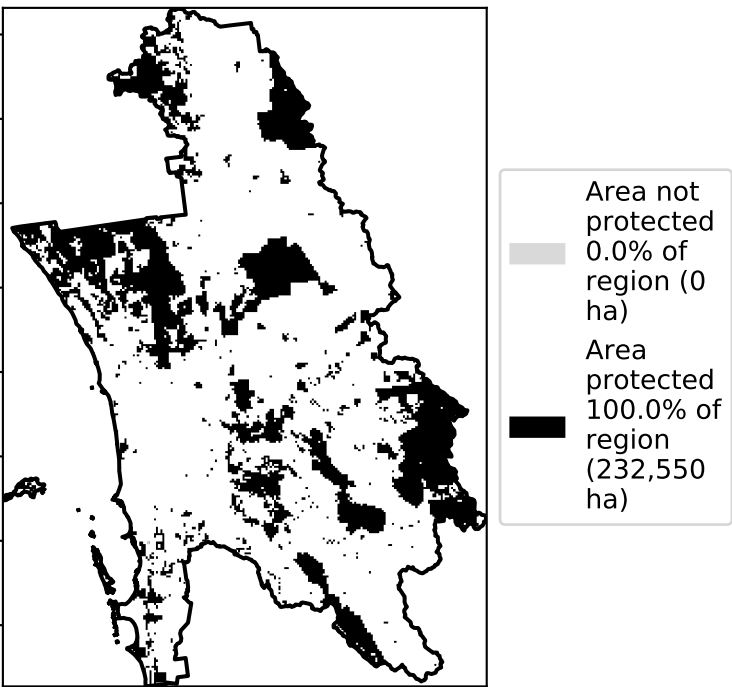 Area not
protected
0.0% of
region (0
ha)
Area
protected
100.0% of
region
(232,550
ha)